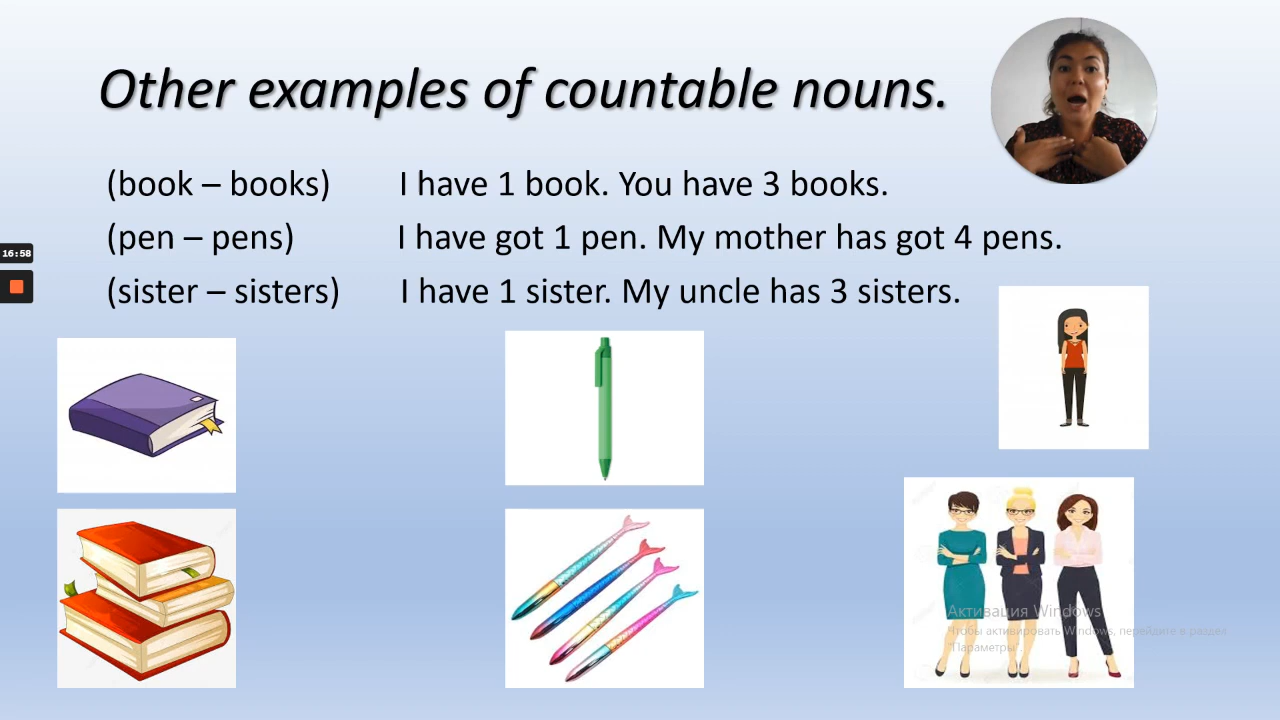 Other examples of countable nouns.
(book – books) I have 1 book. You have 3 books.
(pen – pens) I have got 1 pen. My mother has got 4 pens.
16:58
(sister – sisters) I have 1 sister. My uncle has 3 sisters.
Активация Windows
Чтобы активировать Windows, перейдите в раздел
"Параметры".